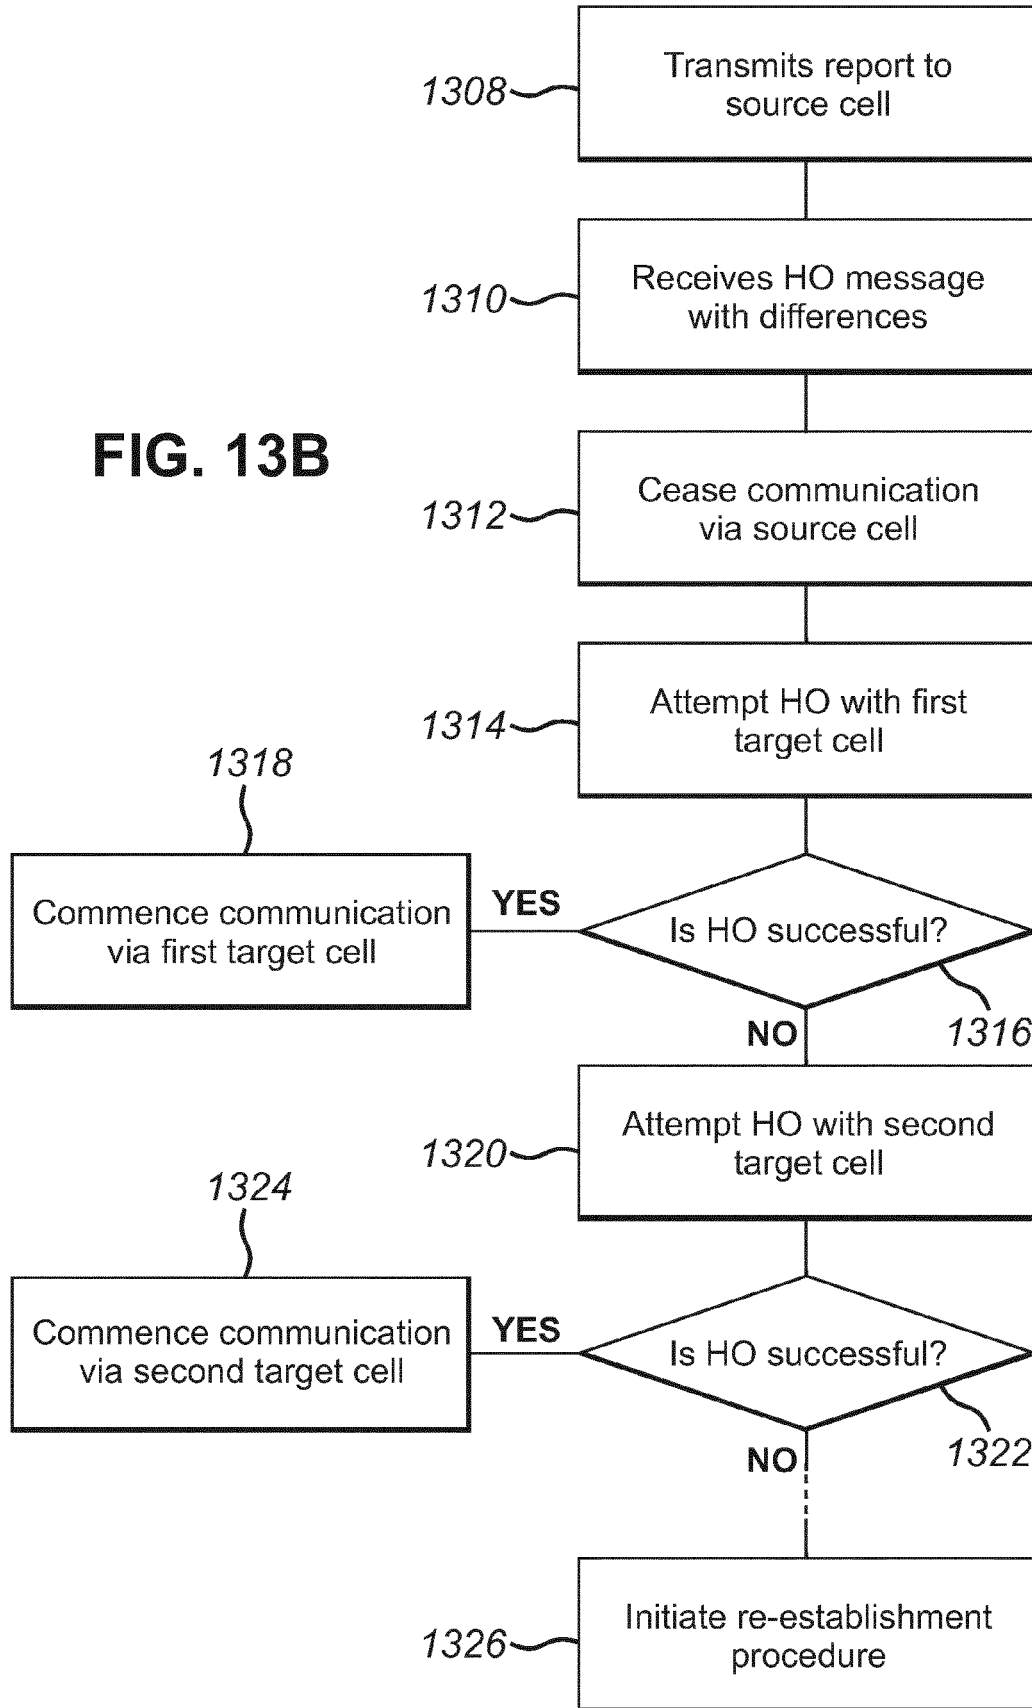 1308
Transmits report to
source cell
1310
Receives HO message
with differences
FIG. 13B
1312
Cease communication
via source cell
1314
Attempt HO with first
target cell
1318
Commence communication
via first target cell
YES
Is HO successful?
1316
NO
1320
Attempt HO with second
target cell
1324
Commence communication
via second target cell
YES
Is HO successful?
1322
NO
1326
Initiate re-establishment
procedure